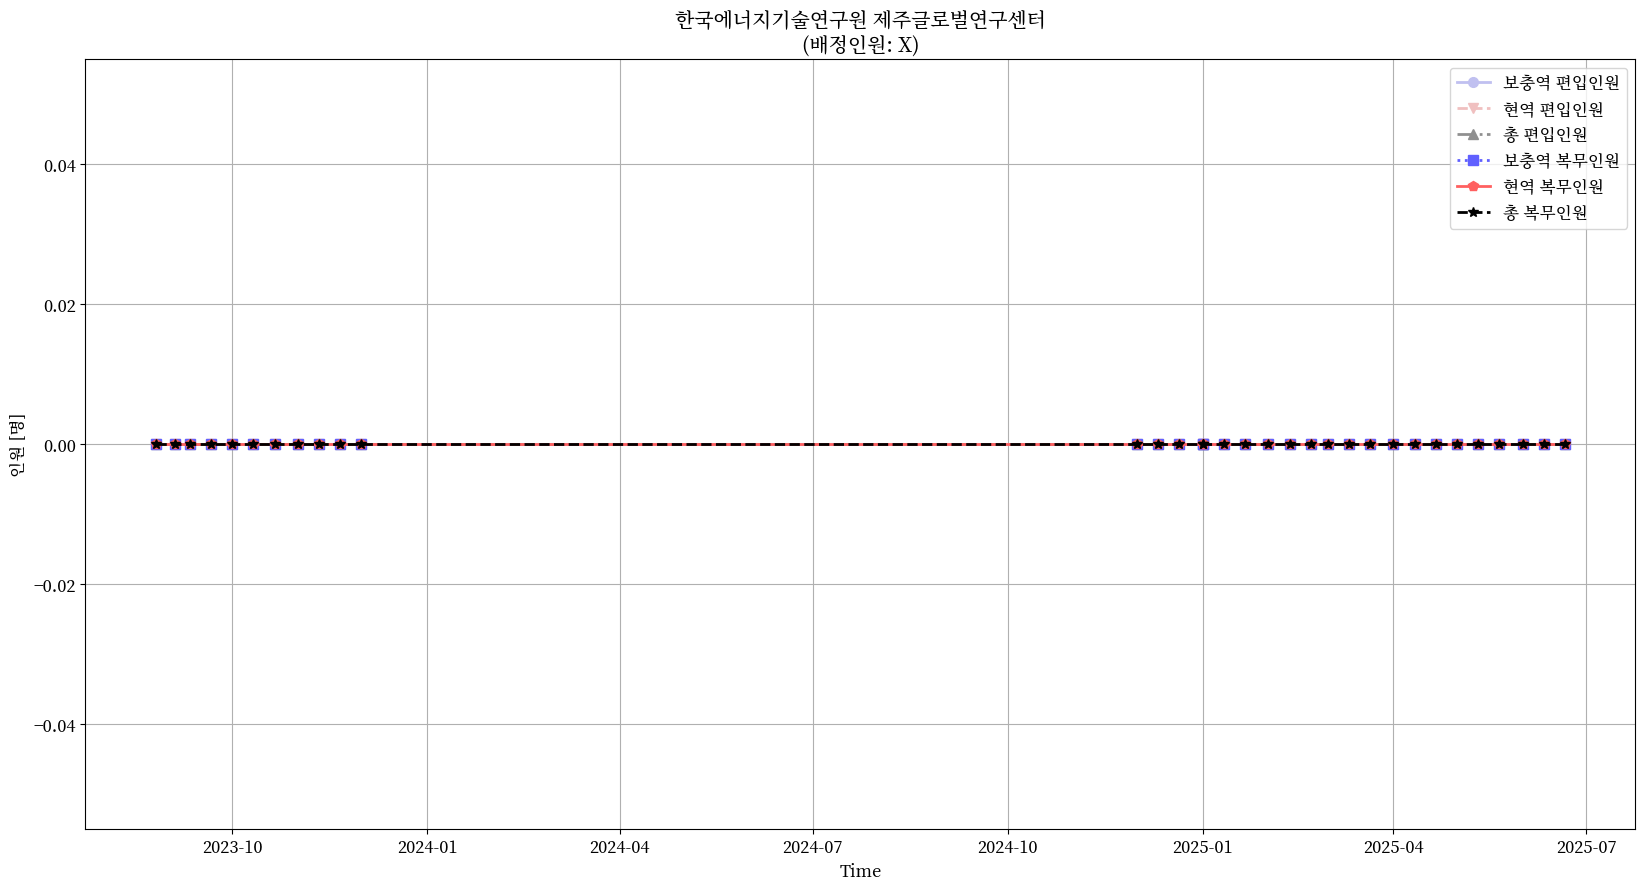 한국에너지기술연구원 제주글로벌연구센터
(배정인원: X)
보충역 편입인원
현역 편입인원
총 편입인원
보충역 복무인원
현역 복무인원
총 복무인원
인원 [명]
0.04
0.02
0.00
−0.02
−0.04
2023-10
2024-01
2024-04
2024-07
2024-10
2025-01
2025-04
2025-07
Time